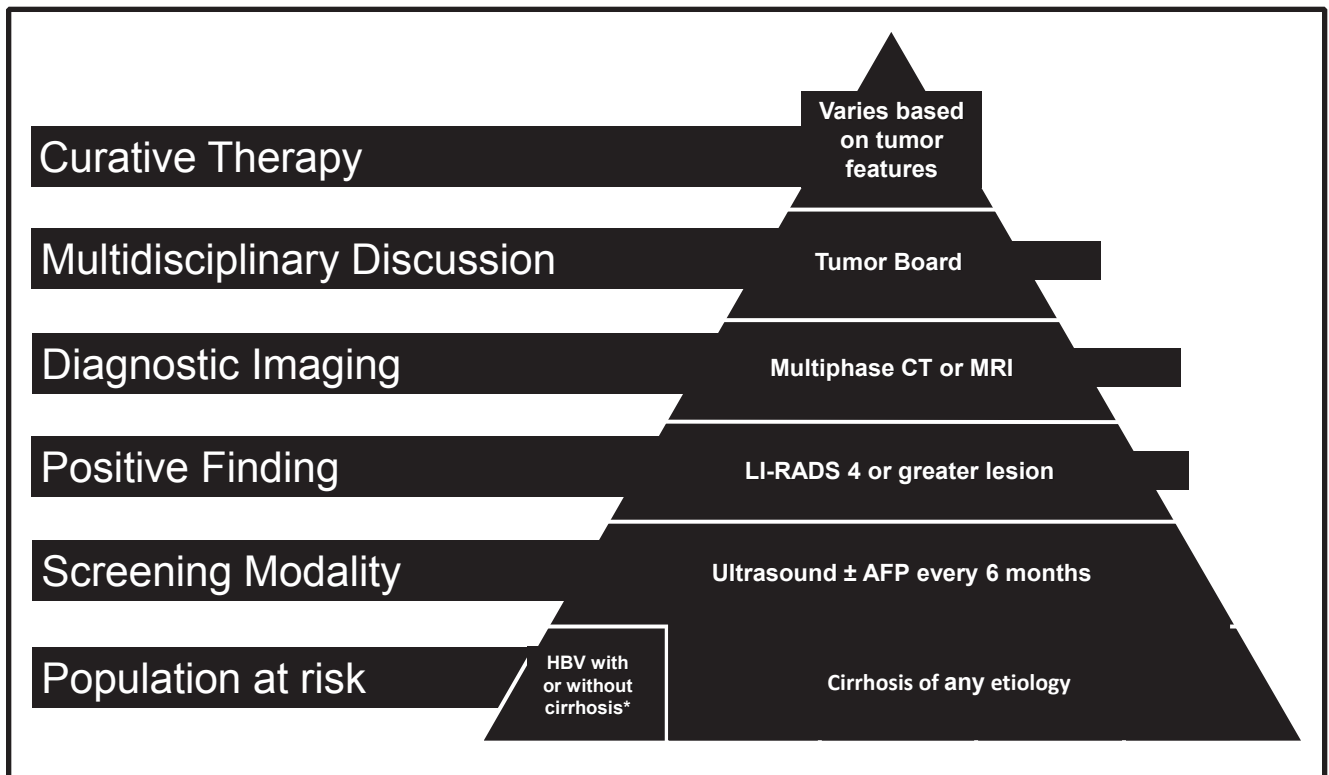 Curative Therapy
Varies based
on tumor
features
Multidisciplinary Discussion
Tumor Board
Diagnostic Imaging
Multiphase CT or MRI
Positive Finding
LI-RADS 4 or greater lesion
Screening Modality
Ultrasound ± AFP every 6 months
Population at risk
HBV with
or without
cirrhosis*
Cirrhosis of any etiology